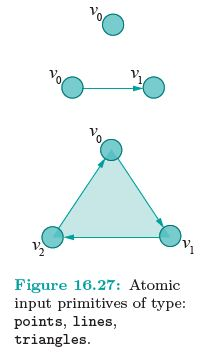 v0
v0 v1
v0
v2 v1
Figure 16.27: Atomic
input primitives of type:
points, lines,
triangles.